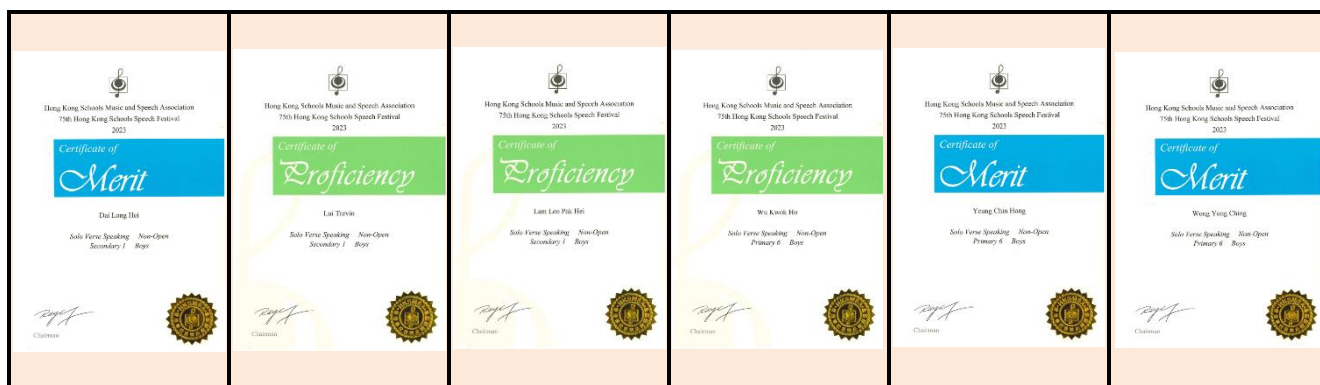 Hong Kong Schools Music and Speech Association
75th Hong Kong Schools Speech Festival
2023
Certificate of
Merit
Dai Long Hei
Solo Verse Speaking Non-Open
Secondary 1 Boys
Chairman
Hong Kong Schools Music and Speech Association
75th Hong Kong Schools Speech Festival
2023
Certificate of
Proficiency
Lui Travin
Solo Verse Speaking Non-Open
Secondary 1 Boys
Chairman
Hong Kong Schools Music and Speech Association
75th Hong Kong Schools Speech Festival
2023
Certificate of
Proficiency
Lam Leo Pak Hei
Solo Verse Speaking Non-Open
Secondary 1 Boys
Chairman
Hong Kong Schools Music and Speech Association
75th Hong Kong Schools Speech Festival
2023
Certificate of
Proficiency
Wu Kwok Ho
Solo Verse Speaking Non-Open
Primary 6 Boys
Chairman
Hong Kong Schools Music and Speech Association
75th Hong Kong Schools Speech Festival
2023
Certificate of
Merit
Yeung Chin Hong
Solo Verse Speaking Non-Open
Primary 6 Boys
Chairman
Hong Kong Schools Music and Speech Association
75th Hong Kong Schools Speech Festival
2023
Certificate of
Merit
Wong Yung Ching
Solo Verse Speaking Non-Open
Primary 6 Boys
Chairman